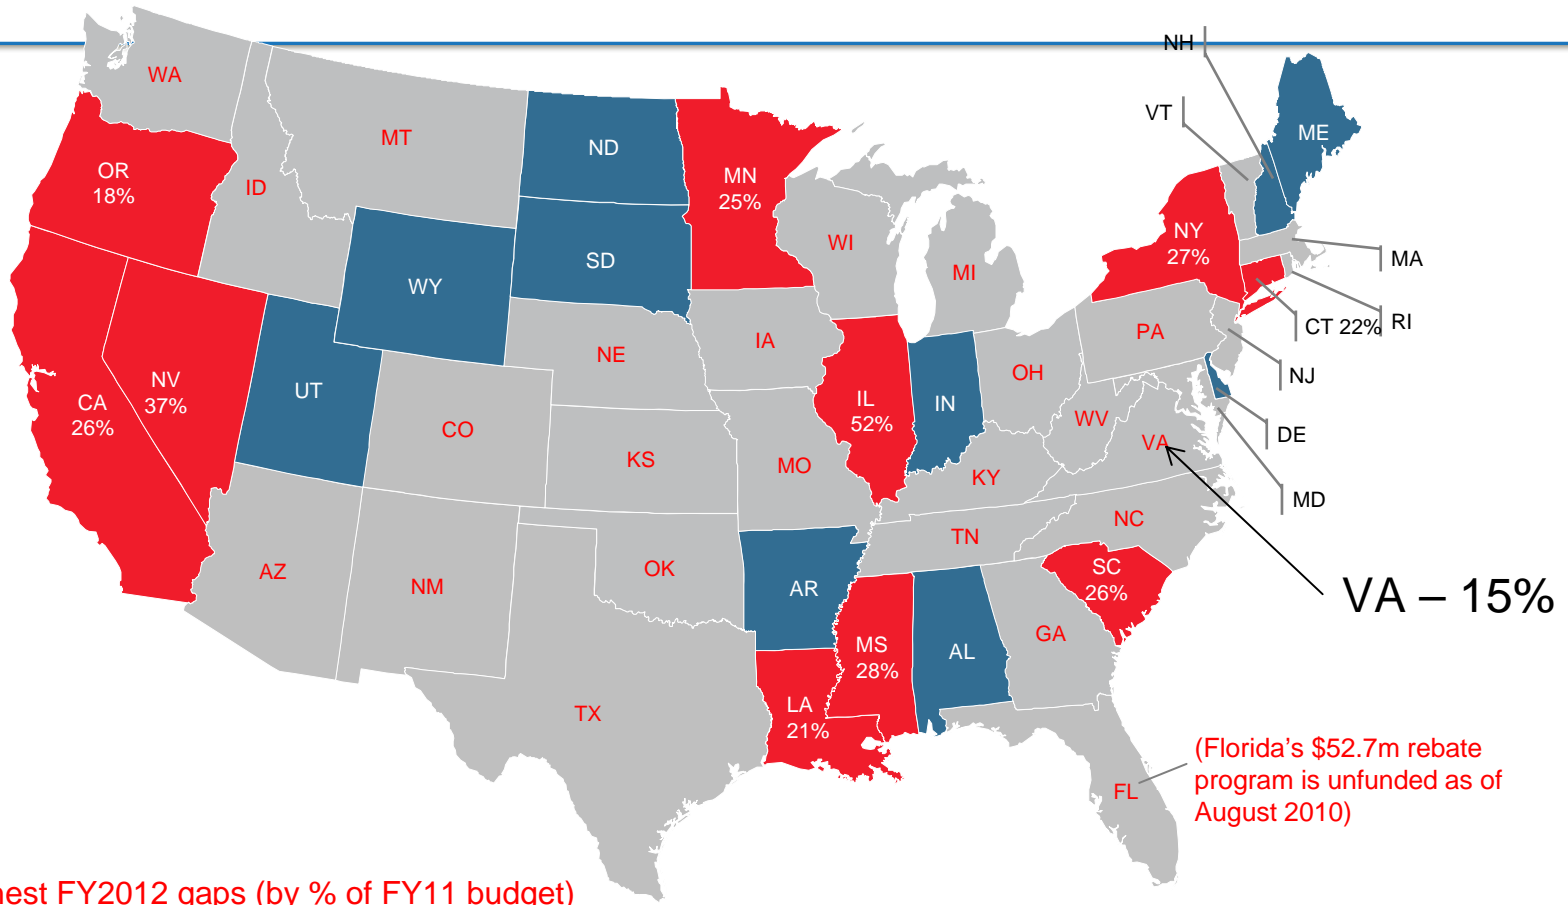 NH
WA
VT
ME
MT
ND
OR
18%
MN
25%
ID
NY
27%
WI
MA
SD
MI
WY
CT 22%
RI
PA
IA
NE
OH
NJ
NV
37%
UT
CA
26%
IL
52%
IN
WV
CO
DE
VA
KS
MO
KY
MD
NC
TN
AZ
OK
NM
SC
26%
AR
VA – 15%
GA
MS
28%
AL
LA
21%
TX
(Florida’s $52.7m rebate
program is unfunded as of
August 2010)
FL
FY2012 gaps (by % of FY11 budget)